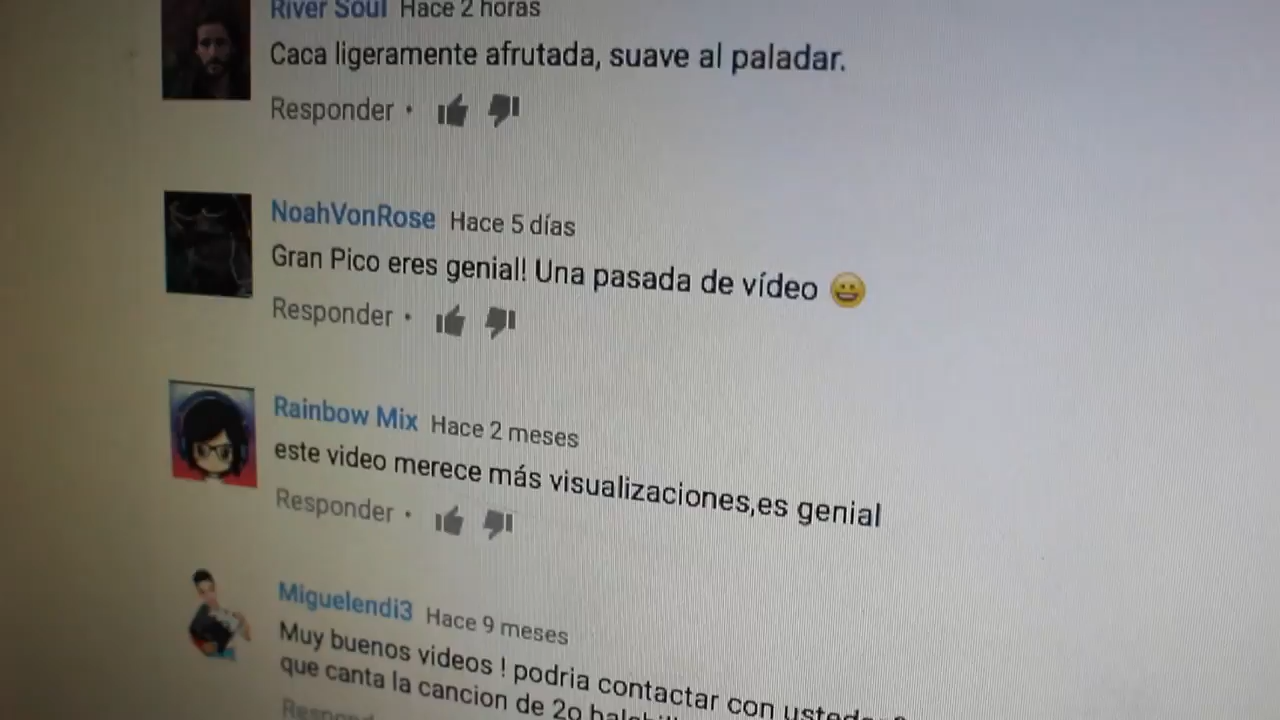 River Soul Hace 2 horas
Caca ligeramente afrutada, suave al paladar.
Responder •
NoahVonRose Hace 5 días
Gran Pico eres genial! Una pasada de vídeo 😀
Responder •
Rainbow Mix Hace 2 meses
este video merece más visualizaciones,es genial
Responder •
Miguelendi3 Hace 9 meses
Muy buenos videos ! podria contactar con
que canta la cancion de 2o